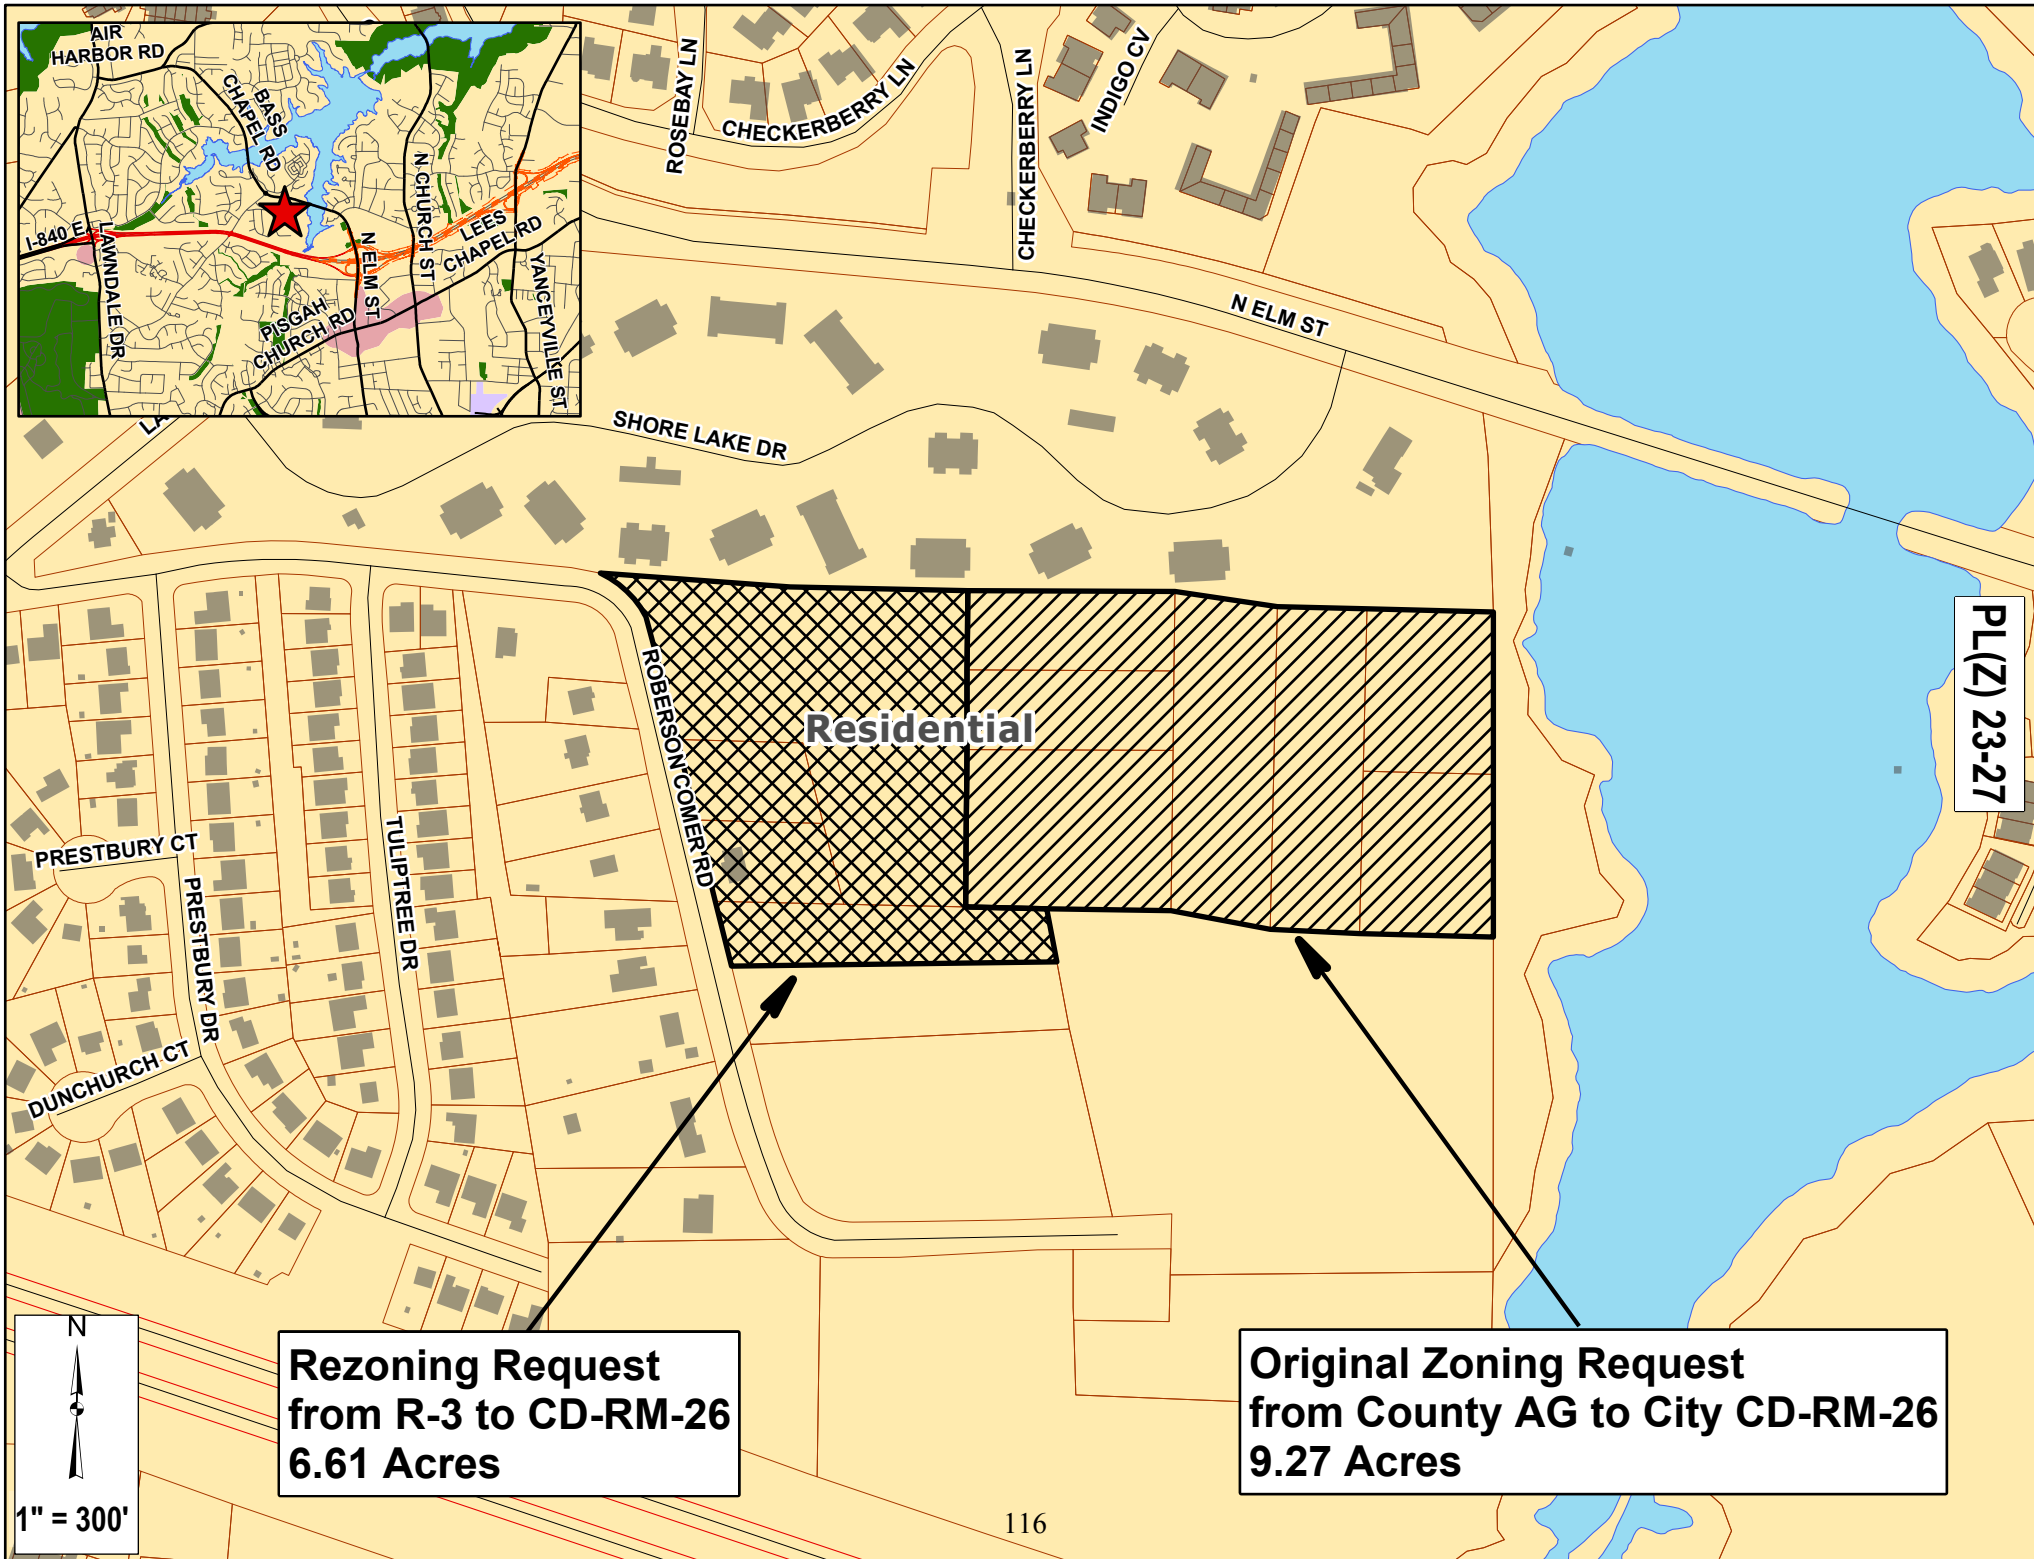 AIR
HARBOR RD
BASS
CHAPEL RD
N CHURCH ST
I-840 E
LAWNDALE DR
N ELM ST
LEES
CHAPEL RD
YANCEYVILLE ST
PISGAH
CHURCH RD
ROSEBAY LN
CHECKERBERRY LN
CHECKERBERRY LN
INDIGO CV
N ELM ST
SHORE LAKE DR
ROBERSON COMER RD
Residential
PL(Z) 23-27
PRESTBURY CT
PRESTBURY DR
TULIPTREE DR
DUNCHURCH CT
N
1" = 300'
Rezoning Request
from R-3 to CD-RM-26
6.61 Acres
Original Zoning Request
from County AG to City CD-RM-26
9.27 Acres
116